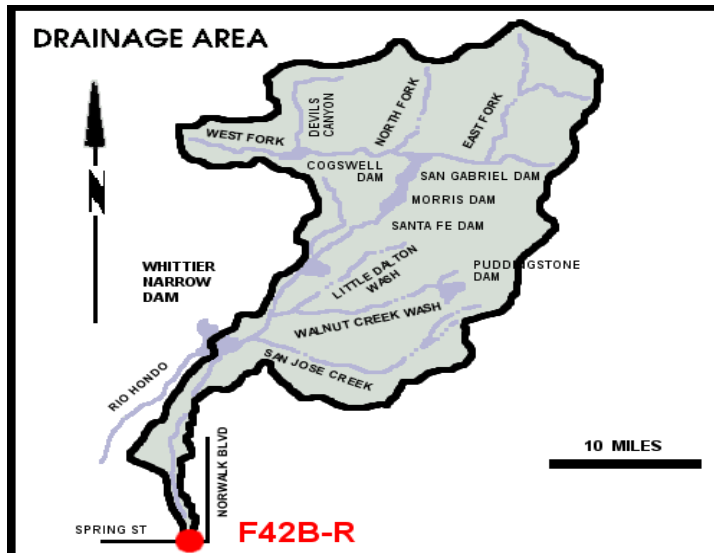 DRAINAGE AREA
N
WEST FORK
DEVILS
CANYON
NORTH FORK
EAST FORK
COGSWELL
DAM
SAN GABRIEL DAM
MORRIS DAM
SANTA FE DAM
WHITTIER
NARROW
DAM
LITTLE DALTON
WASH
PUDDINGSTONE
DAM
WALNUT CREEK WASH
SAN JOSE CREEK
RIO HONDO
NORWALK BLVD
10 MILES
SPRING ST
F42B-R